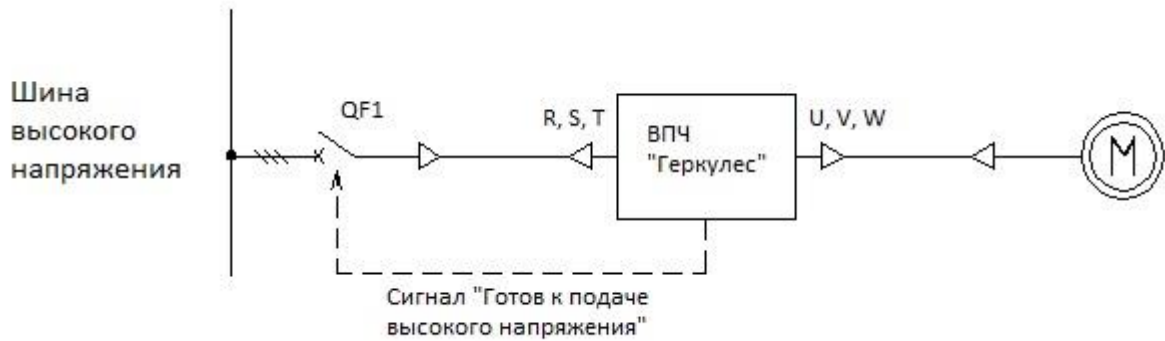 Шина
высокого
напряжения
QF1
R, S, T
ВПЧ
"Геркулес"
U, V, W
M
Сигнал "Готов к подаче
высокого напряжения"